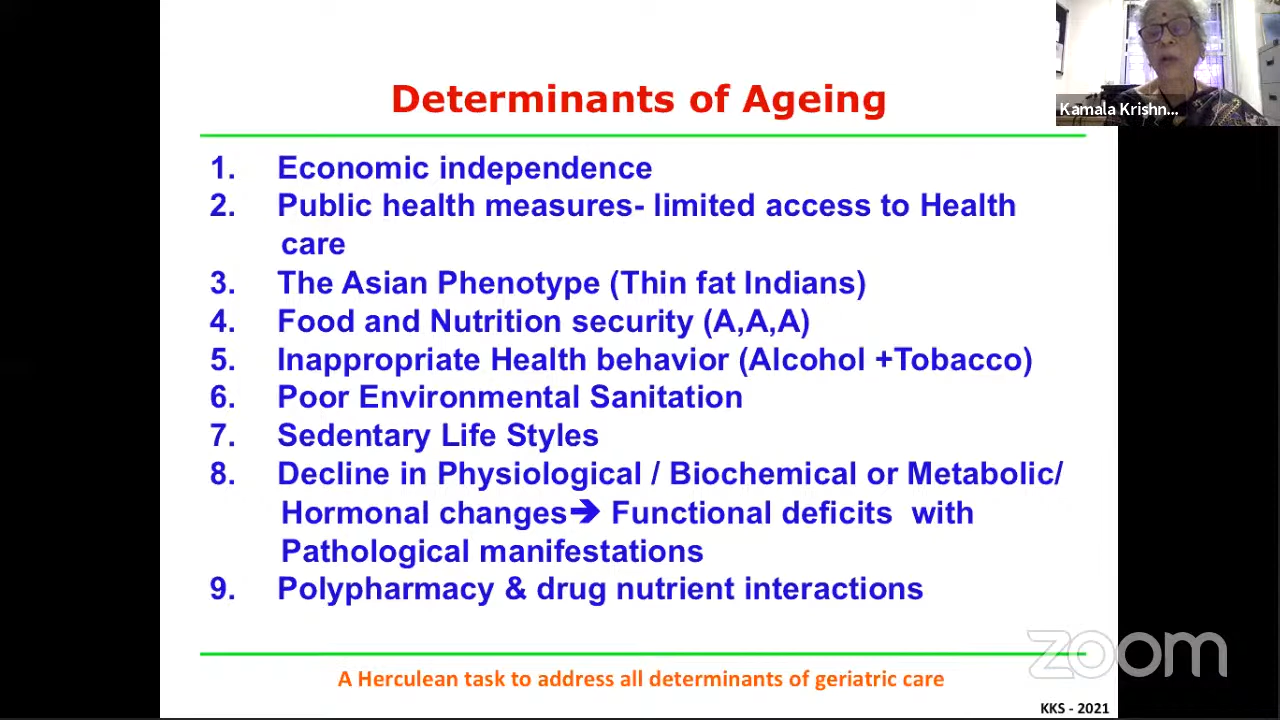 Determinants of Ageing
Kamala Krishn...
1. Economic independence
2. Public health measures- limited access to Health
care
3. The Asian Phenotype (Thin fat Indians)
4. Food and Nutrition security (A,A,A)
5. Inappropriate Health behavior (Alcohol +Tobacco)
6. Poor Environmental Sanitation
7. Sedentary Life Styles
8. Decline in Physiological / Biochemical or Metabolic/
Hormonal changes➔ Functional deficits with
Pathological manifestations
9. Polypharmacy & drug nutrient interactions
zoom
A Herculean task to address all determinants of geriatric care
KKS - 2021